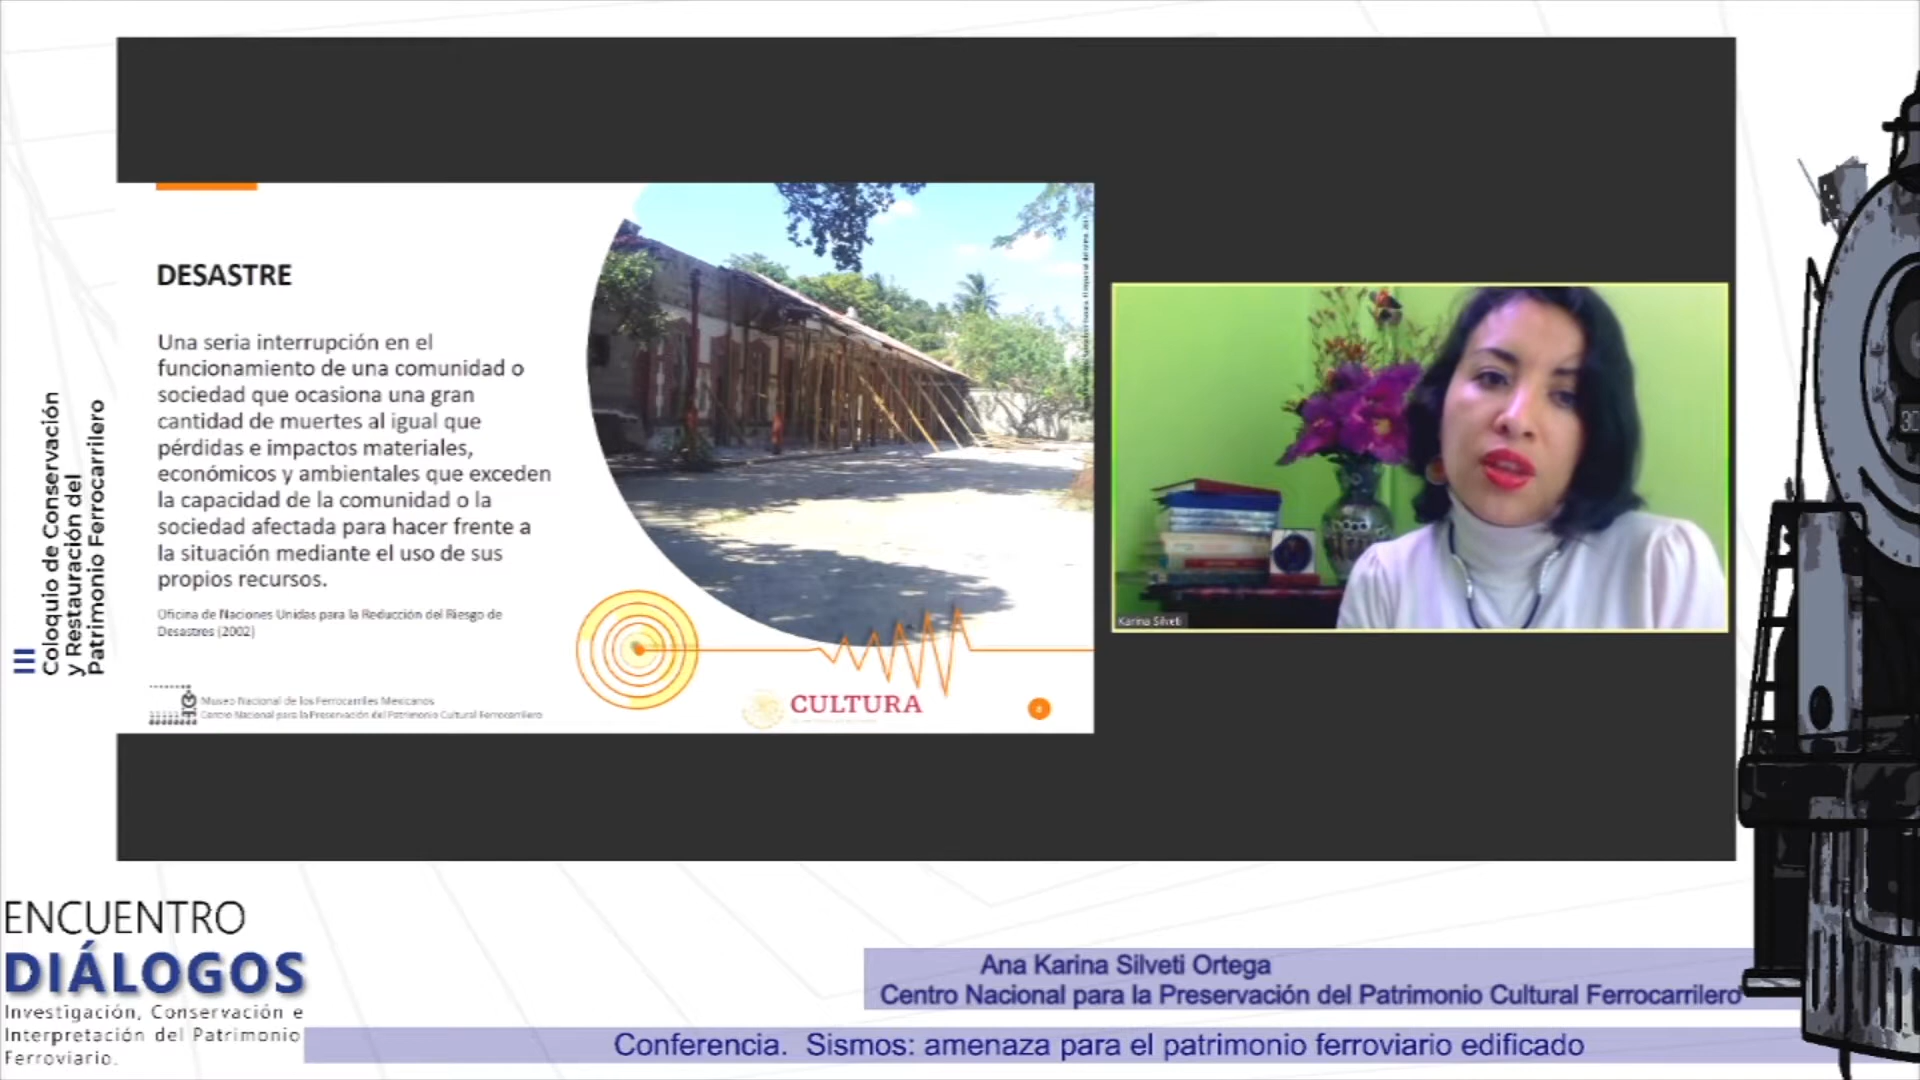 III
Coloquio de Conservación
y Restauración del
Patrimonio Ferrocarrilero
DESASTRE
Una seria interrupción en el
funcionamiento de una comunidad o
sociedad que ocasiona una gran
cantidad de muertes al igual que
pérdidas e impactos materiales,
económicos y ambientales que exceden
la capacidad de la comunidad o la
sociedad afectada para hacer frente a
la situación mediante el uso de sus
propios recursos.
Oficina de Naciones Unidas para la Reducción del Riesgo de
Desastres (2002)
Museo Nacional de los Ferrocarriles Mexicanos
Centro Nacional para la Preservación del Patrimonio Cultural Ferrocarrilero
CULTURA
Karina Silveti
ENCUENTRO
DIÁLOGOS
Investigación, Conservación e
Interpretación del Patrimonio
Ferroviario.
Ana Karina Silveti Ortega
Centro Nacional para la Preservación del Patrimonio Cultural Ferrocarrilero
Conferencia. Sismos: amenaza para el patrimonio ferroviario edificado